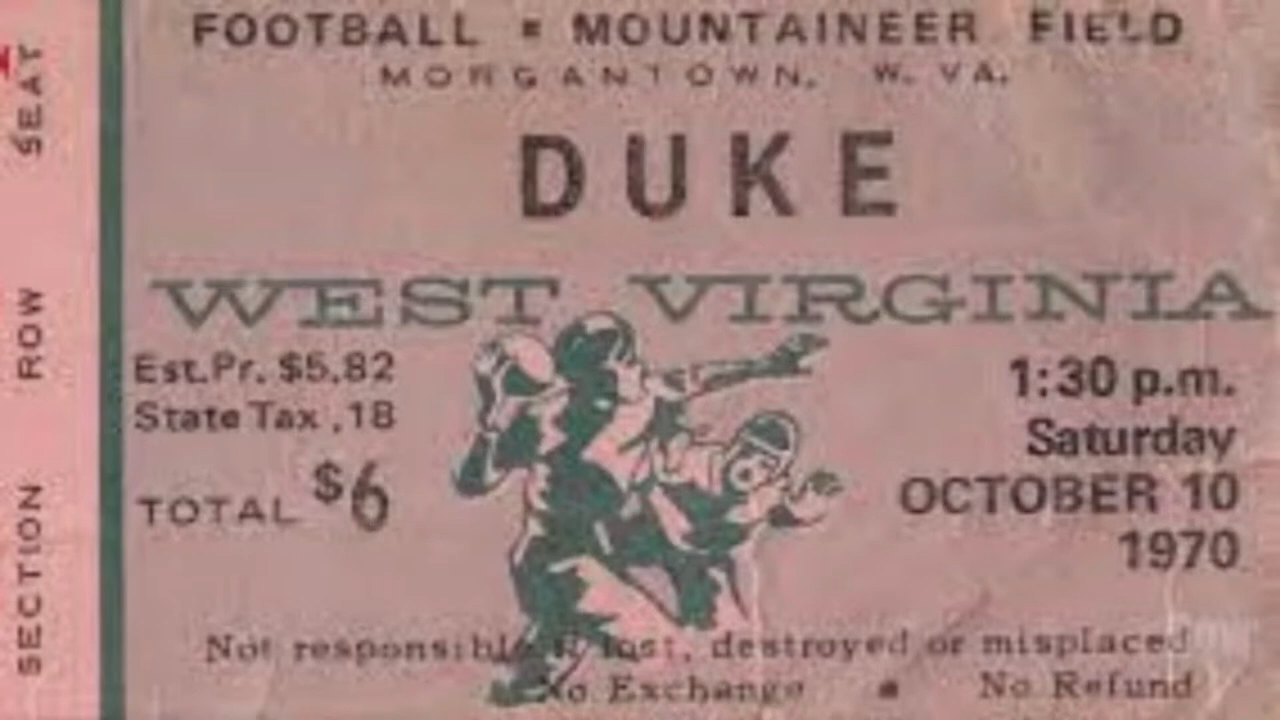 FOOTBALL ▪ MOUNTAINEER FIELD
MORGANTOWN, W. VA.
DUKE
WEST VIRGINIA
Est.Pr. $5.82
State Tax .18
TOTAL $6
1:30 p.m.
Saturday
OCTOBER 10
1970
Not responsible if lost, destroyed or misplaced
No Exchange ▪ No Refund
SEAT
ROW
SECTION